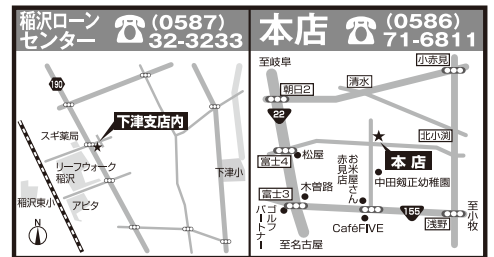 稲沢ローン
センター
☎(0587)
32-3233
190
下津支店内
スギ薬局
リーフウォーク
稲沢
下津小
稲沢東小
アピタ
N
本店
☎(0586)
71-6811
至岐阜
小赤見
朝日2
清水
22
北小渕
富士4
松屋
本店
お米屋さん
赤見店
中田剱正幼稚園
富士3
木曽路
155
ゴルフ
パートナー
CaféFIVE
浅野
至小牧
至名古屋